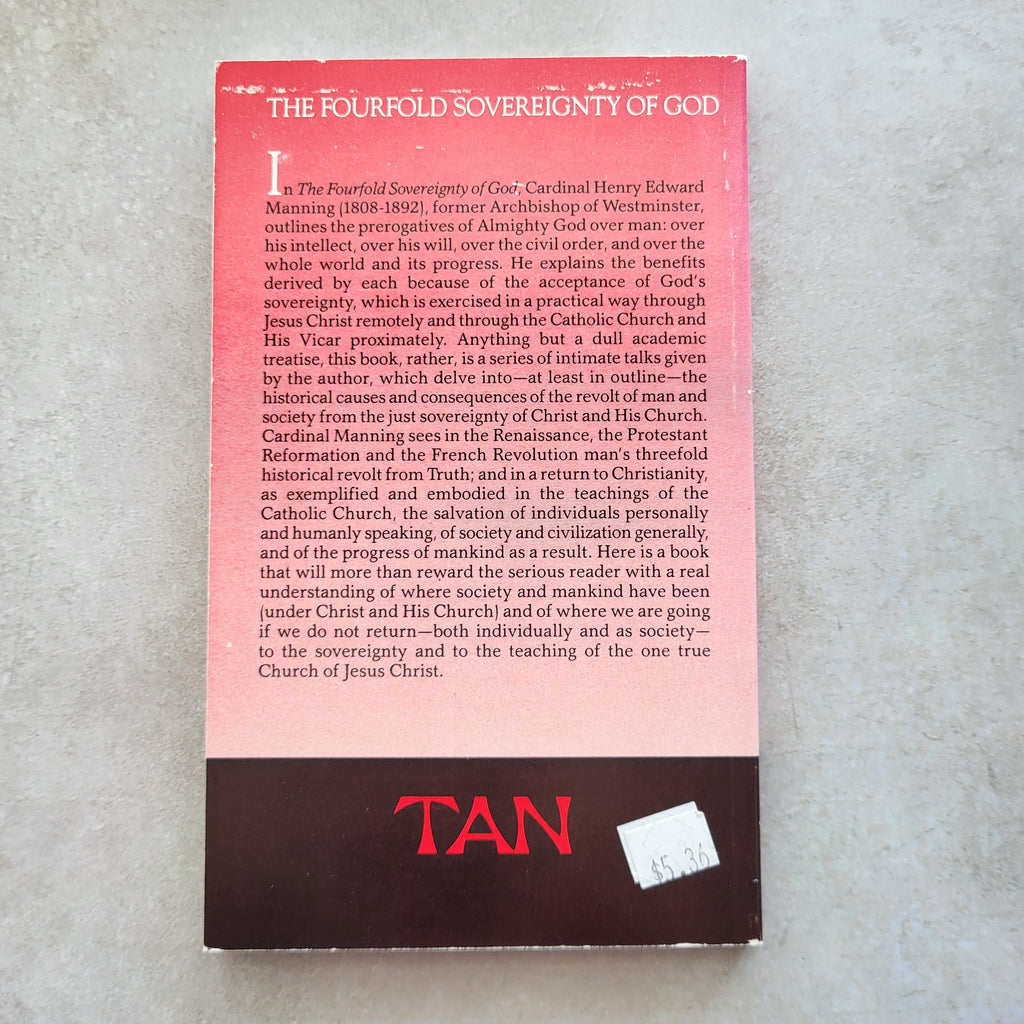 THE FOURFOLD SOVEREIGNTY OF GOD
In The Fourfold Sovereignty of God, Cardinal Henry Edward
Manning (1808-1892), former Archbishop of Westminster,
outlines the prerogatives of Almighty God over man: over
his intellect, over his will, over the civil order, and over the
whole world and its progress. He explains the benefits
derived by each because of the acceptance of God's
sovereignty, which is exercised in a practical way through
Jesus Christ remotely and through the Catholic Church and
His Vicar proximately. Anything but a dull academic
treatise, this book, rather, is a series of intimate talks given
by the author, which delve into—at least in outline—the
historical causes and consequences of the revolt of man and
society from the just sovereignty of Christ and His Church.
Cardinal Manning sees in the Renaissance, the Protestant
Reformation and the French Revolution man's threefold
historical revolt from Truth; and in a return to Christianity,
as exemplified and embodied in the teachings of the
Catholic Church, the salvation of individuals personally
and humanly speaking, of society and civilization generally,
and of the progress of mankind as a result. Here is a book
that will more than reward the serious reader with a real
understanding of where society and mankind have been
(under Christ and His Church) and of where we are going
if we do not return—both individually and as society—
to the sovereignty and to the teaching of the one true
Church of Jesus Christ.
TAN
$5.36